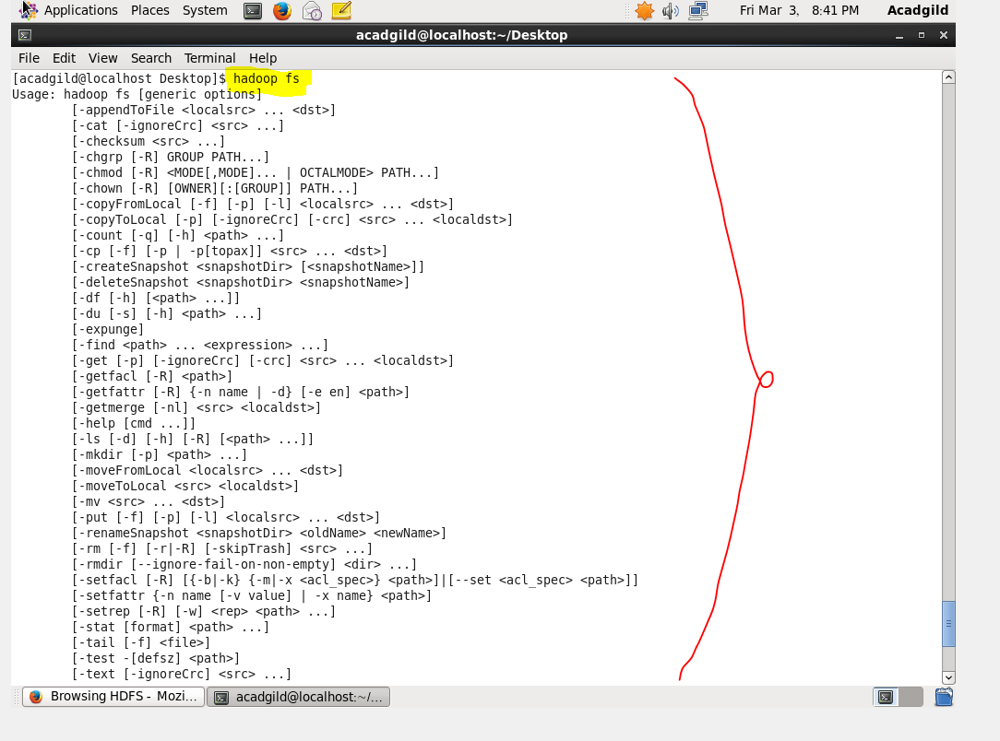 Applications Places System Fri Mar 3, 8:41 PM Acadgild
acadgild@localhost:~/Desktop
File Edit View Search Terminal Help
[acadgild@localhost Desktop]$ hadoop fs
Usage: hadoop fs [generic options]
[-appendToFile <localsrc> ... <dst>]
[-cat [-ignoreCrc] <src> ...]
[-checksum <src> ...]
[-chgrp [-R] GROUP PATH...]
[-chmod [-R] <MODE[,MODE]... | OCTALMODE> PATH...]
[-chown [-R] [OWNER][:[GROUP]] PATH...]
[-copyFromLocal [-f] [-p] [-l] <localsrc> ... <dst>]
[-copyToLocal [-p] [-ignoreCrc] [-crc] <src> ... <localdst>]
[-count [-q] [-h] <path> ...]
[-cp [-f] [-p | -p[topax]] <src> ... <dst>]
[-createSnapshot <snapshotDir> [<snapshotName>]]
[-deleteSnapshot <snapshotDir> <snapshotName>]
[-df [-h] [<path> ...]]
[-du [-s] [-h] <path> ...]
[-expunge]
[-find <path> ... <expression> ...]
[-get [-p] [-ignoreCrc] [-crc] <src> ... <localdst>]
[-getfacl [-R] <path>]
[-getfattr [-R] {-n name | -d} [-e en] <path>]
[-getmerge [-nl] <src> <localdst>]
[-help [cmd ...]]
[-ls [-d] [-h] [-R] [<path> ...]]
[-mkdir [-p] <path> ...]
[-moveFromLocal <localsrc> ... <dst>]
[-moveToLocal <src> <localdst>]
[-mv <src> ... <dst>]
[-put [-f] [-p] [-l] <localsrc> ... <dst>]
[-renameSnapshot <snapshotDir> <oldName> <newName>]
[-rm [-f] [-r|-R] [-skipTrash] <src> ...]
[-rmdir [--ignore-fail-on-non-empty] <dir> ...]
[-setfacl [-R] [{-b|-k} {-m|-x <acl_spec>} <path>]|[--set <acl_spec> <path>]]
[-setfattr {-n name [-v value] | -x name} <path>]
[-setrep [-R] [-w] <rep> <path> ...]
[-stat [format] <path> ...]
[-tail [-f] <file>]
[-test -[defsz] <path>]
[-text [-ignoreCrc] <src> ...]
Browsing HDFS - Mozi... acadgild@localhost:~/...